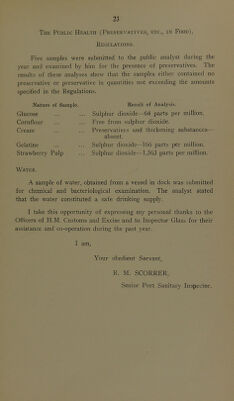 23
THE PUBLIC HEALTH (PRESERVATIVES, ETC., IN FOOD),
REGULATIONS.
Five samples were submitted to the public analyst during the
year and examined by him for the presence of preservatives. The
results of these analyses show that the samples either contained no
preservative or preservative in quantities not exceeding the amounts
specified in the Regulations.
Nature of Sample. Result of Analysis.
Glucose ... ... Sulphur dioxide—64 parts per million.
Cornflour ... Free from sulphur dioxide.
Cream ... ... Preservatives and thickening substances—
absent.
Gelatine ... ... Sulphur dioxide—166 parts per million.
Strawberry Pulp ... Sulphur dioxide—1,363 parts per million.
WATER.
A sample of water, obtained from a vessel in dock was submitted
for chemical and bacteriological examination. The analyst stated
that the water constituted a safe drinking supply.
I take this opportunity of expressing my personal thanks to the
Officers of H.M. Customs and Excise and to Inspector Glass for their
assistance and co-operation during the past year.
I am,
Your obedient Servant,
R. M. SCORRER,
Senior Port Sanitary Inspector.